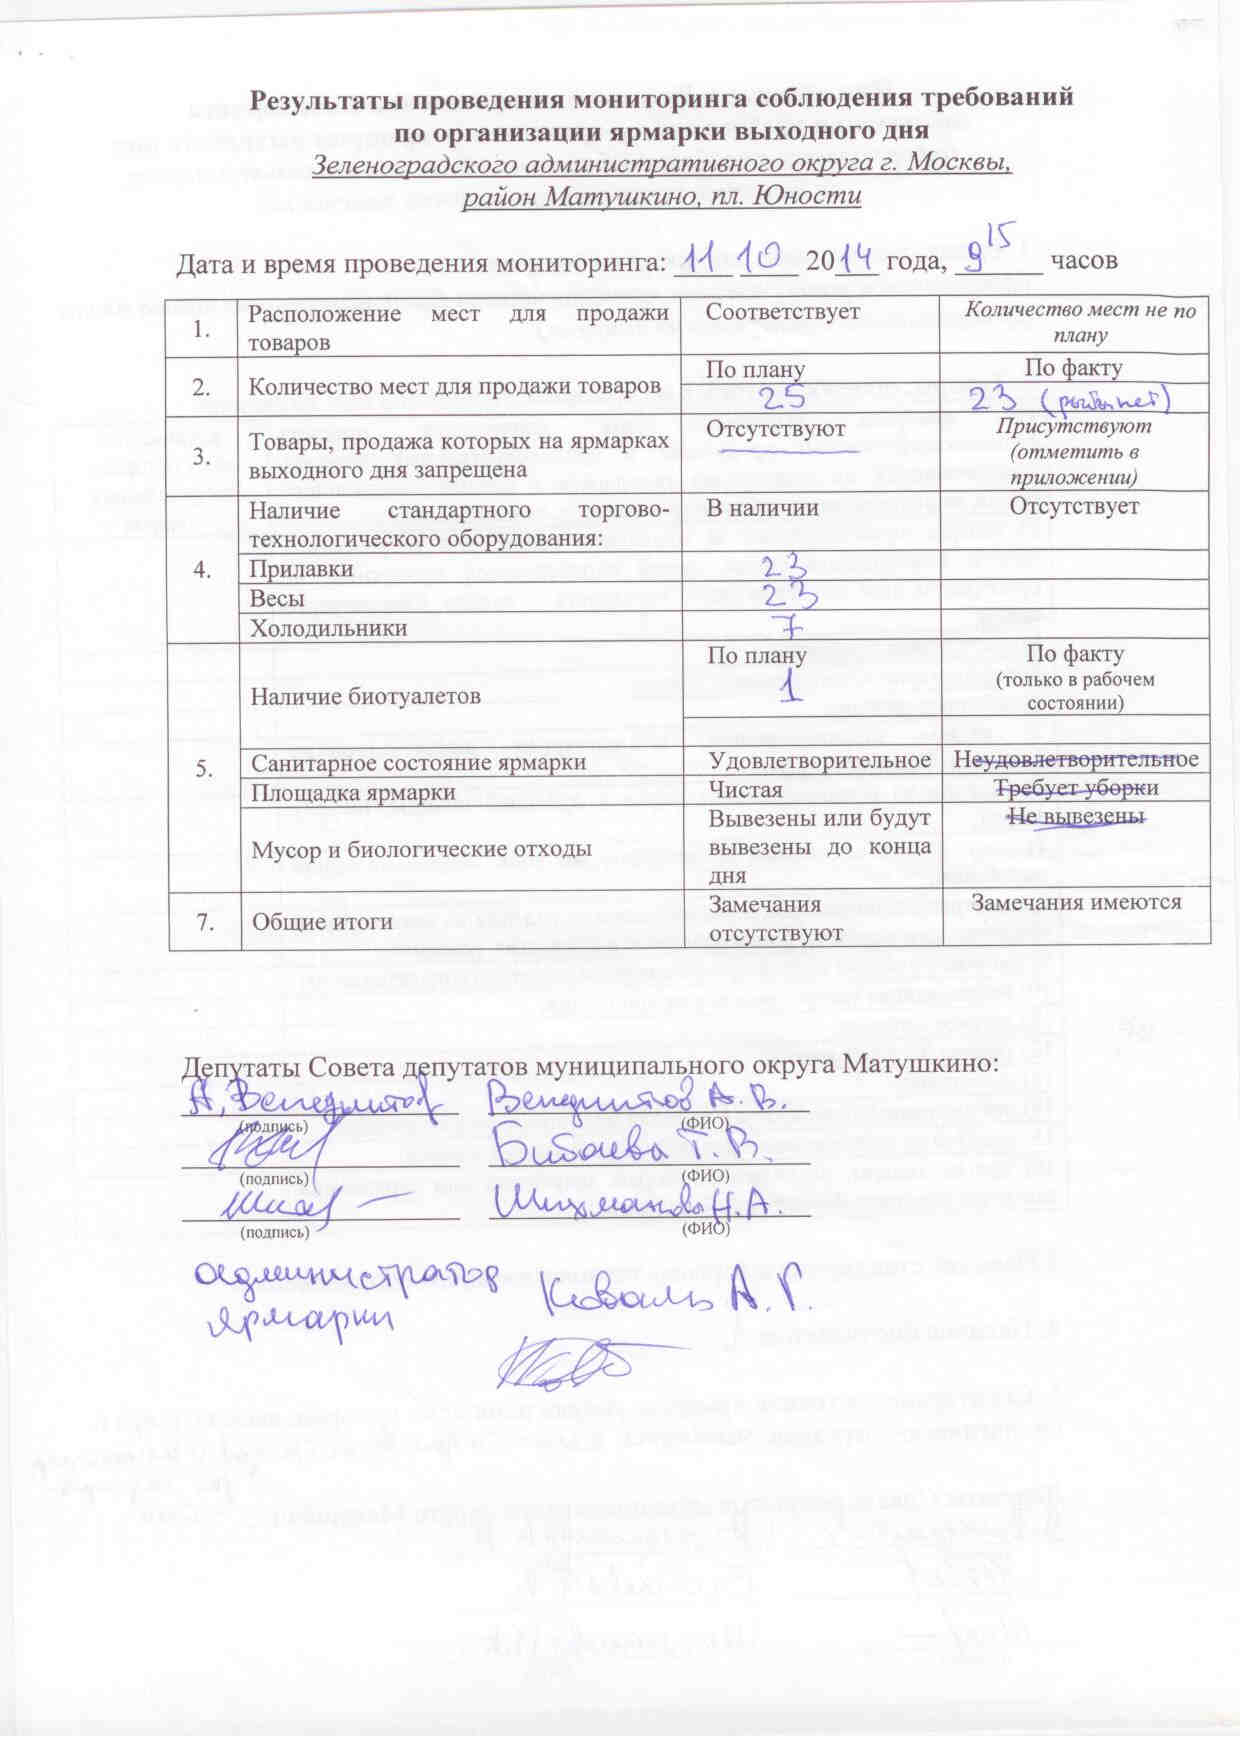 Результаты проведения мониторинга соблюдения требований
по организации ярмарки выходного дня
Зеленоградского административного округа г. Москвы,
район Матушкино, пл. Юности
Дата и время проведения мониторинга: 11 10 2014 года, 9 15 часов
1. Расположение мест для продажи товаров Соответствует Количество мест не по плану
2. Количество мест для продажи товаров По плану По факту
25 23 (рыбы нет)
3. Товары, продажа которых на ярмарках выходного дня запрещена Отсутствуют Присутствуют (отметить в приложении)
4. Наличие стандартного торгово-технологического оборудования: В наличии Отсутствует
Прилавки 23
Весы 23
Холодильники 7
5. Наличие биотуалетов По плану 1 По факту (только в рабочем состоянии)
Санитарное состояние ярмарки Удовлетворительное Неудовлетворительное
Площадка ярмарки Чистая Требует уборки
Мусор и биологические отходы Вывезены или будут вывезены до конца дня Не вывезены
7. Общие итоги Замечания отсутствуют Замечания имеются
Депутаты Совета депутатов муниципального округа Матушкино:
А. Венедиктов Венедиктов А. В.
(подпись) (ФИО)
Бибаева Т. В.
(подпись) (ФИО)
Шихманова Н.А.
(подпись) (ФИО)
администратор Коваль А. Г.
ярмарки